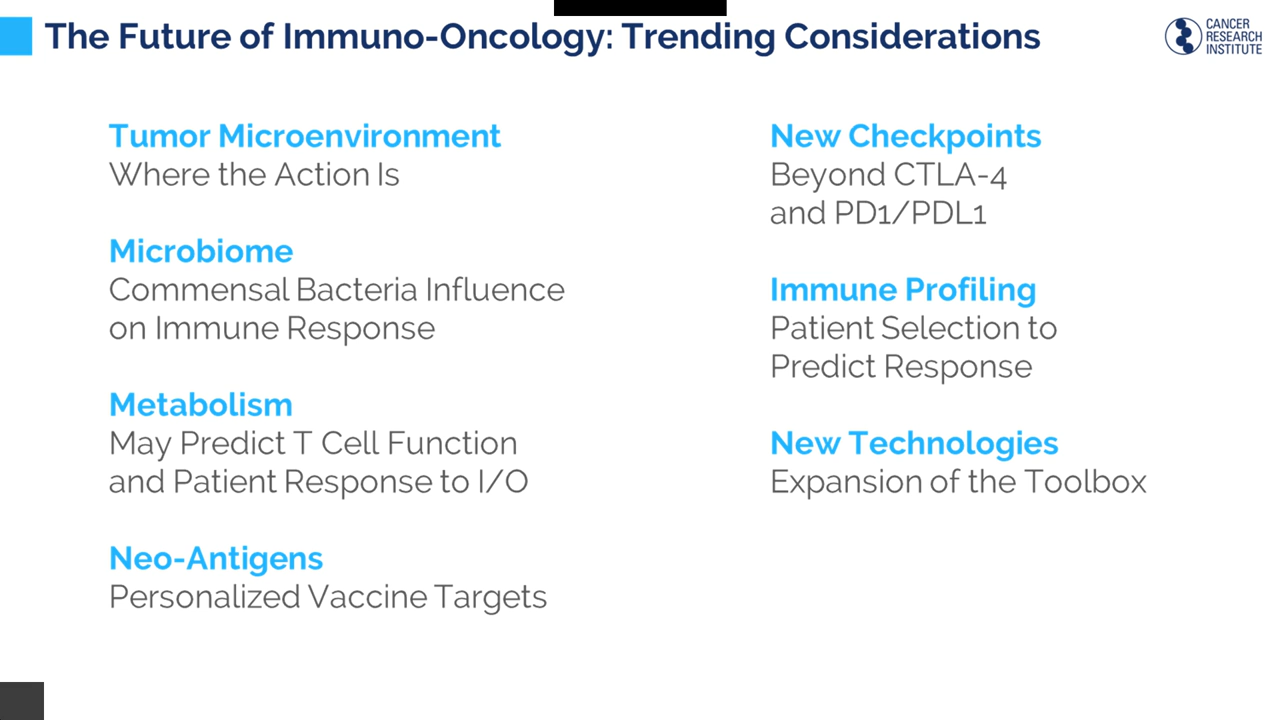 The Future of Immuno-Oncology: Trending Considerations
CANCER
RESEARCH
INSTITUTE
Tumor Microenvironment
Where the Action Is
Microbiome
Commensal Bacteria Influence
on Immune Response
Metabolism
May Predict T Cell Function
and Patient Response to I/O
Neo-Antigens
Personalized Vaccine Targets
New Checkpoints
Beyond CTLA-4
and PD1/PDL1
Immune Profiling
Patient Selection to
Predict Response
New Technologies
Expansion of the Toolbox